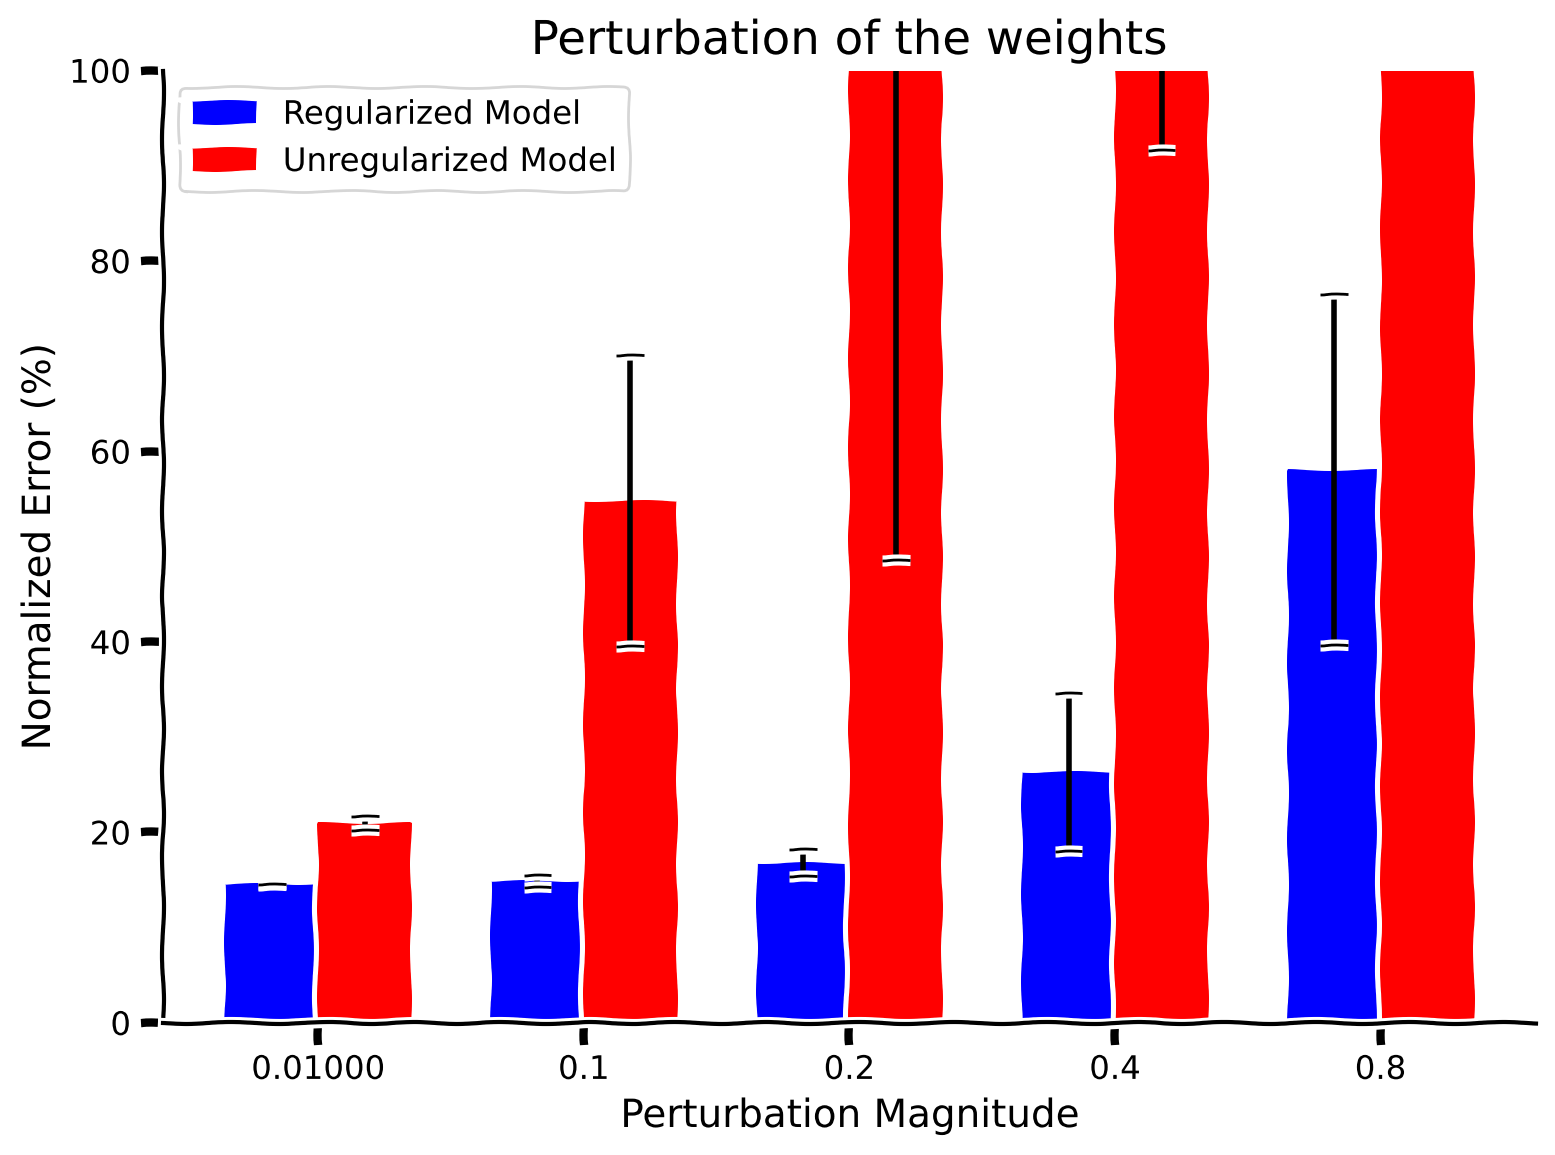 Perturbation of the weights
Regularized Model
Unregularized Model
Normalized Error (%)
100
80
60
40
20
0
0.01000 0.1 0.2 0.4 0.8
Perturbation Magnitude